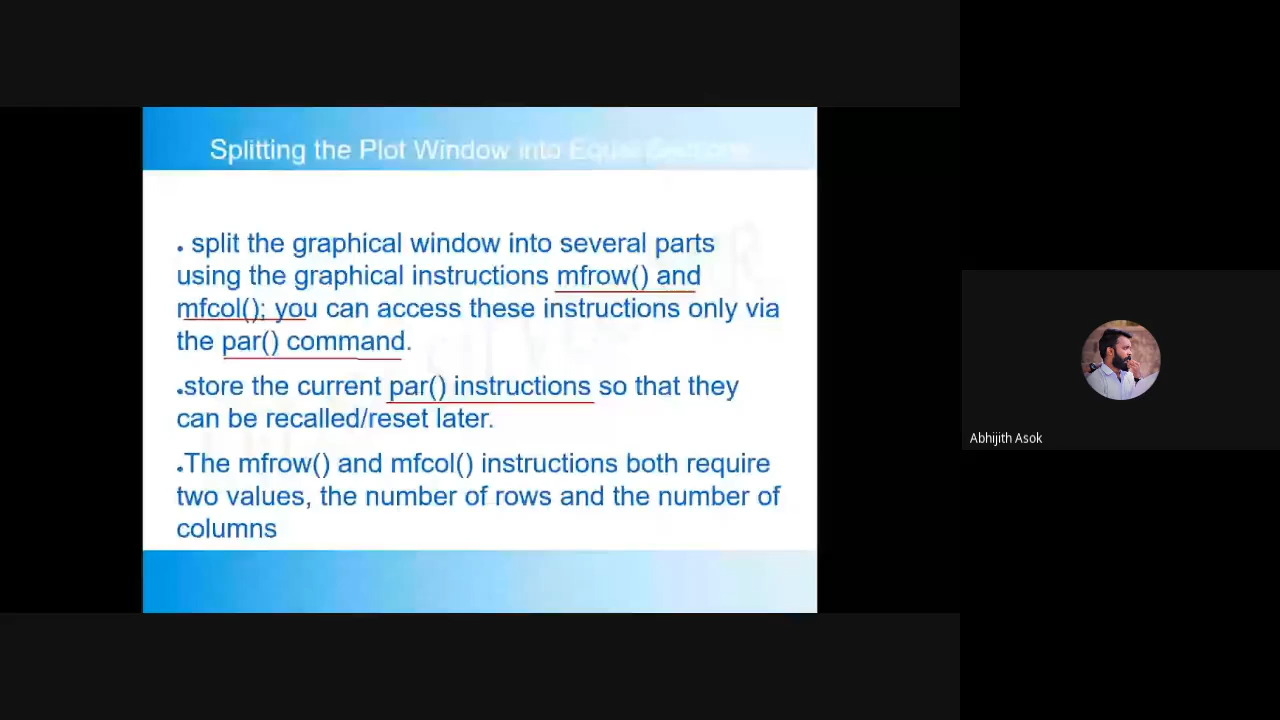 Splitting the Plot Window into Equal Sections
. split the graphical window into several parts
using the graphical instructions mfrow() and
mfcol(); you can access these instructions only via
the par() command.
.store the current par() instructions so that they
can be recalled/reset later.
.The mfrow() and mfcol() instructions both require
two values, the number of rows and the number of
columns
Abhijith Asok